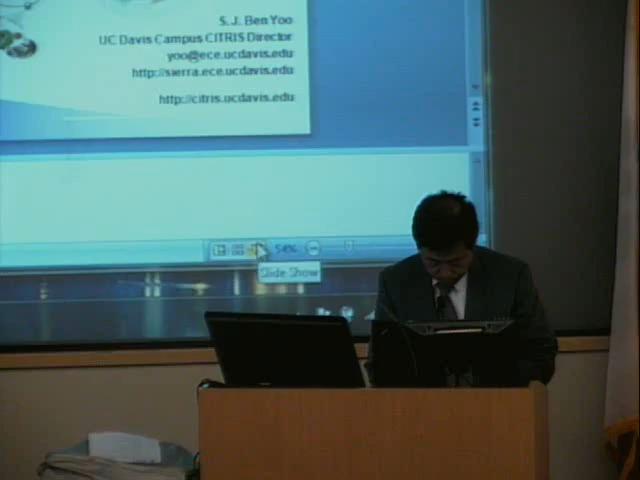 S.J. Ben Yoo
UC Davis Campus CITRIS Director
yoo@ece.ucdavis.edu
http://sierra.ece.ucdavis.edu
http://citris.ucdavis.edu
54%
Slide Show